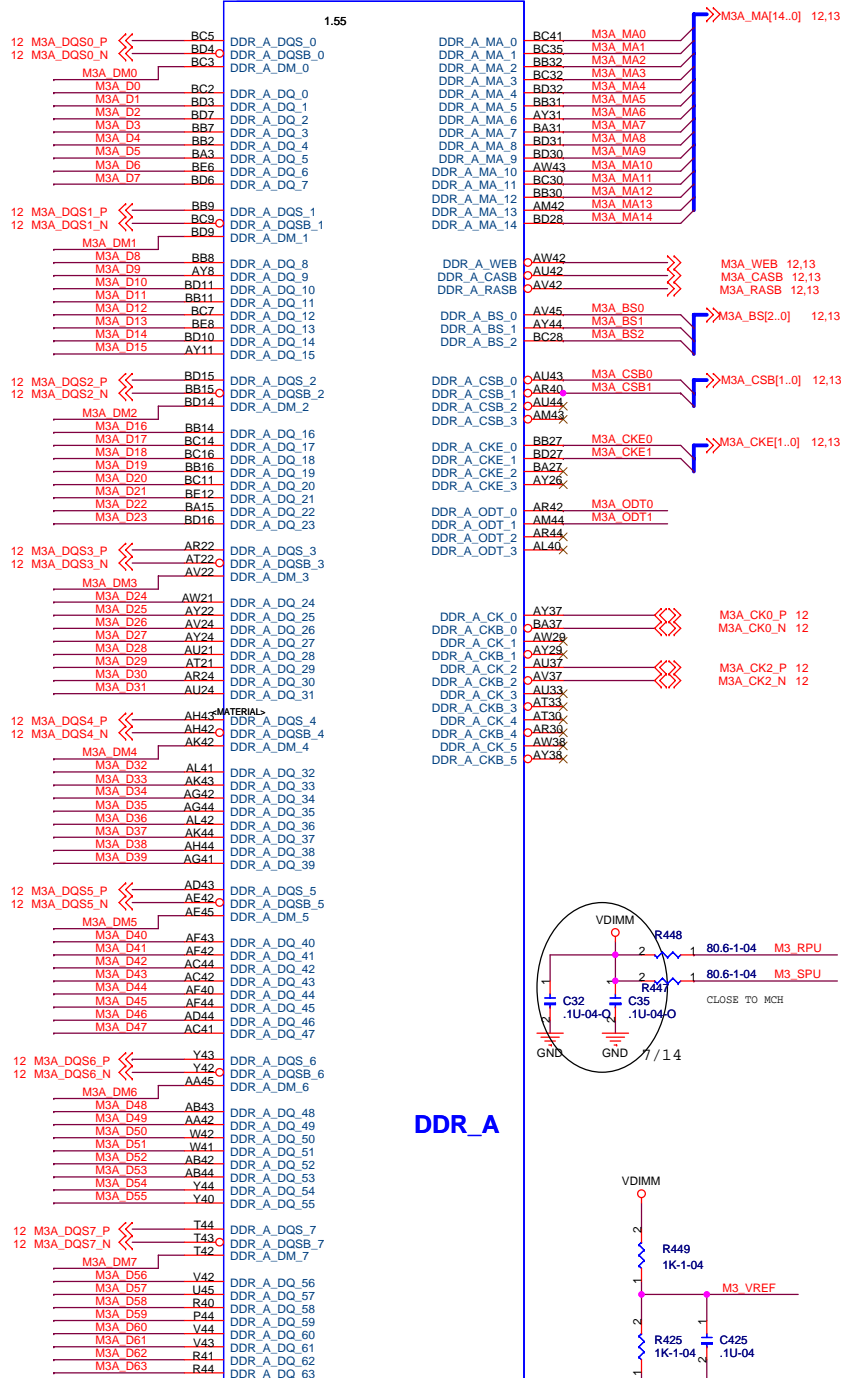 1.55
12 M3A_DQS0_P BC5 DDR_A_DQS_0
12 M3A_DQS0_N BD4 DDR_A_DQSB_0
M3A_DM0 BC3 DDR_A_DM_0
M3A_D0 BC2 DDR_A_DQ_0
M3A_D1 BD3 DDR_A_DQ_1
M3A_D2 BD7 DDR_A_DQ_2
M3A_D3 BB7 DDR_A_DQ_3
M3A_D4 BB2 DDR_A_DQ_4
M3A_D5 BA3 DDR_A_DQ_5
M3A_D6 BE6 DDR_A_DQ_6
M3A_D7 BD6 DDR_A_DQ_7
12 M3A_DQS1_P BB9 DDR_A_DQS_1
12 M3A_DQS1_N BC9 DDR_A_DQSB_1
M3A_DM1 BD9 DDR_A_DM_1
M3A_D8 BB8 DDR_A_DQ_8
M3A_D9 AY8 DDR_A_DQ_9
M3A_D10 BD11 DDR_A_DQ_10
M3A_D11 BB11 DDR_A_DQ_11
M3A_D12 BC7 DDR_A_DQ_12
M3A_D13 BE8 DDR_A_DQ_13
M3A_D14 BD10 DDR_A_DQ_14
M3A_D15 AY11 DDR_A_DQ_15
12 M3A_DQS2_P BD15 DDR_A_DQS_2
12 M3A_DQS2_N BB15 DDR_A_DQSB_2
M3A_DM2 BD14 DDR_A_DM_2
M3A_D16 BB14 DDR_A_DQ_16
M3A_D17 BC14 DDR_A_DQ_17
M3A_D18 BC16 DDR_A_DQ_18
M3A_D19 BB16 DDR_A_DQ_19
M3A_D20 BC11 DDR_A_DQ_20
M3A_D21 BE12 DDR_A_DQ_21
M3A_D22 BA15 DDR_A_DQ_22
M3A_D23 BD16 DDR_A_DQ_23
12 M3A_DQS3_P AR22 DDR_A_DQS_3
12 M3A_DQS3_N AT22 DDR_A_DQSB_3
M3A_DM3 AV22 DDR_A_DM_3
M3A_D24 AW21 DDR_A_DQ_24
M3A_D25 AY22 DDR_A_DQ_25
M3A_D26 AV24 DDR_A_DQ_26
M3A_D27 AY24 DDR_A_DQ_27
M3A_D28 AU21 DDR_A_DQ_28
M3A_D29 AT21 DDR_A_DQ_29
M3A_D30 AR24 DDR_A_DQ_30
M3A_D31 AU24 DDR_A_DQ_31
<MATERIAL>
12 M3A_DQS4_P AH43 DDR_A_DQS_4
12 M3A_DQS4_N AH42 DDR_A_DQSB_4
M3A_DM4 AK42 DDR_A_DM_4
M3A_D32 AL41 DDR_A_DQ_32
M3A_D33 AK43 DDR_A_DQ_33
M3A_D34 AG42 DDR_A_DQ_34
M3A_D35 AG44 DDR_A_DQ_35
M3A_D36 AL42 DDR_A_DQ_36
M3A_D37 AK44 DDR_A_DQ_37
M3A_D38 AH44 DDR_A_DQ_38
M3A_D39 AG41 DDR_A_DQ_39
12 M3A_DQS5_P AD43 DDR_A_DQS_5
12 M3A_DQS5_N AE42 DDR_A_DQSB_5
M3A_DM5 AE45 DDR_A_DM_5
M3A_D40 AF43 DDR_A_DQ_40
M3A_D41 AF42 DDR_A_DQ_41
M3A_D42 AC44 DDR_A_DQ_42
M3A_D43 AC42 DDR_A_DQ_43
M3A_D44 AF40 DDR_A_DQ_44
M3A_D45 AF44 DDR_A_DQ_45
M3A_D46 AD44 DDR_A_DQ_46
M3A_D47 AC41 DDR_A_DQ_47
12 M3A_DQS6_P Y43 DDR_A_DQS_6
12 M3A_DQS6_N Y42 DDR_A_DQSB_6
M3A_DM6 AA45 DDR_A_DM_6
M3A_D48 AB43 DDR_A_DQ_48
M3A_D49 AA42 DDR_A_DQ_49
M3A_D50 W42 DDR_A_DQ_50
M3A_D51 W41 DDR_A_DQ_51
M3A_D52 AB42 DDR_A_DQ_52
M3A_D53 AB44 DDR_A_DQ_53
M3A_D54 Y44 DDR_A_DQ_54
M3A_D55 Y40 DDR_A_DQ_55
12 M3A_DQS7_P T44 DDR_A_DQS_7
12 M3A_DQS7_N T43 DDR_A_DQSB_7
M3A_DM7 T42 DDR_A_DM_7
M3A_D56 V42 DDR_A_DQ_56
M3A_D57 U45 DDR_A_DQ_57
M3A_D58 R40 DDR_A_DQ_58
M3A_D59 P44 DDR_A_DQ_59
M3A_D60 V44 DDR_A_DQ_60
M3A_D61 V43 DDR_A_DQ_61
M3A_D62 R41 DDR_A_DQ_62
M3A_D63 R44 DDR_A_DQ_63
M3A_MA[14..0] 12,13
DDR_A_MA_0 BC41 M3A_MA0
DDR_A_MA_1 BC35 M3A_MA1
DDR_A_MA_2 BB32 M3A_MA2
DDR_A_MA_3 BC32 M3A_MA3
DDR_A_MA_4 BD32 M3A_MA4
DDR_A_MA_5 BB31 M3A_MA5
DDR_A_MA_6 AY31 M3A_MA6
DDR_A_MA_7 BA31 M3A_MA7
DDR_A_MA_8 BD31 M3A_MA8
DDR_A_MA_9 BD30 M3A_MA9
DDR_A_MA_10 AW43 M3A_MA10
DDR_A_MA_11 BC30 M3A_MA11
DDR_A_MA_12 BB30 M3A_MA12
DDR_A_MA_13 AM42 M3A_MA13
DDR_A_MA_14 BD28 M3A_MA14
DDR_A_WEB AW42 M3A_WEB 12,13
DDR_A_CASB AU42 M3A_CASB 12,13
DDR_A_RASB AV42 M3A_RASB 12,13
DDR_A_BS_0 AV45 M3A_BS0 M3A_BS[2..0] 12,13
DDR_A_BS_1 AY44 M3A_BS1
DDR_A_BS_2 BC28 M3A_BS2
DDR_A_CSB_0 AU43 M3A_CSB0 M3A_CSB[1..0] 12,13
DDR_A_CSB_1 AR40 M3A_CSB1
DDR_A_CSB_2 AU44
DDR_A_CSB_3 AM43
DDR_A_CKE_0 BB27 M3A_CKE0 M3A_CKE[1..0] 12,13
DDR_A_CKE_1 BD27 M3A_CKE1
DDR_A_CKE_2 BA27
DDR_A_CKE_3 AY26
DDR_A_ODT_0 AR42 M3A_ODT0
DDR_A_ODT_1 AM44 M3A_ODT1
DDR_A_ODT_2 AR44
DDR_A_ODT_3 AL40
DDR_A_CK_0 AY37 M3A_CK0_P 12
DDR_A_CKB_0 BA37 M3A_CK0_N 12
DDR_A_CK_1 AW29
DDR_A_CKB_1 AY29
DDR_A_CK_2 AU37 M3A_CK2_P 12
DDR_A_CKB_2 AV37 M3A_CK2_N 12
DDR_A_CK_3 AU33
DDR_A_CKB_3 AT33
DDR_A_CK_4 AT30
DDR_A_CKB_4 AR30
DDR_A_CK_5 AW38
DDR_A_CKB_5 AY38
VDIMM
R448
2 1 80.6-1-04 M3_RPU
2 1 80.6-1-04 M3_SPU
R447
CLOSE TO MCH
1 1
C32 C35
.1U-04-O .1U-04-O
2 2
GND GND 7/14
DDR_A
VDIMM
2
R449
1K-1-04
1
M3_VREF
2 1
R425 C425
1K-1-04 .1U-04
1 2